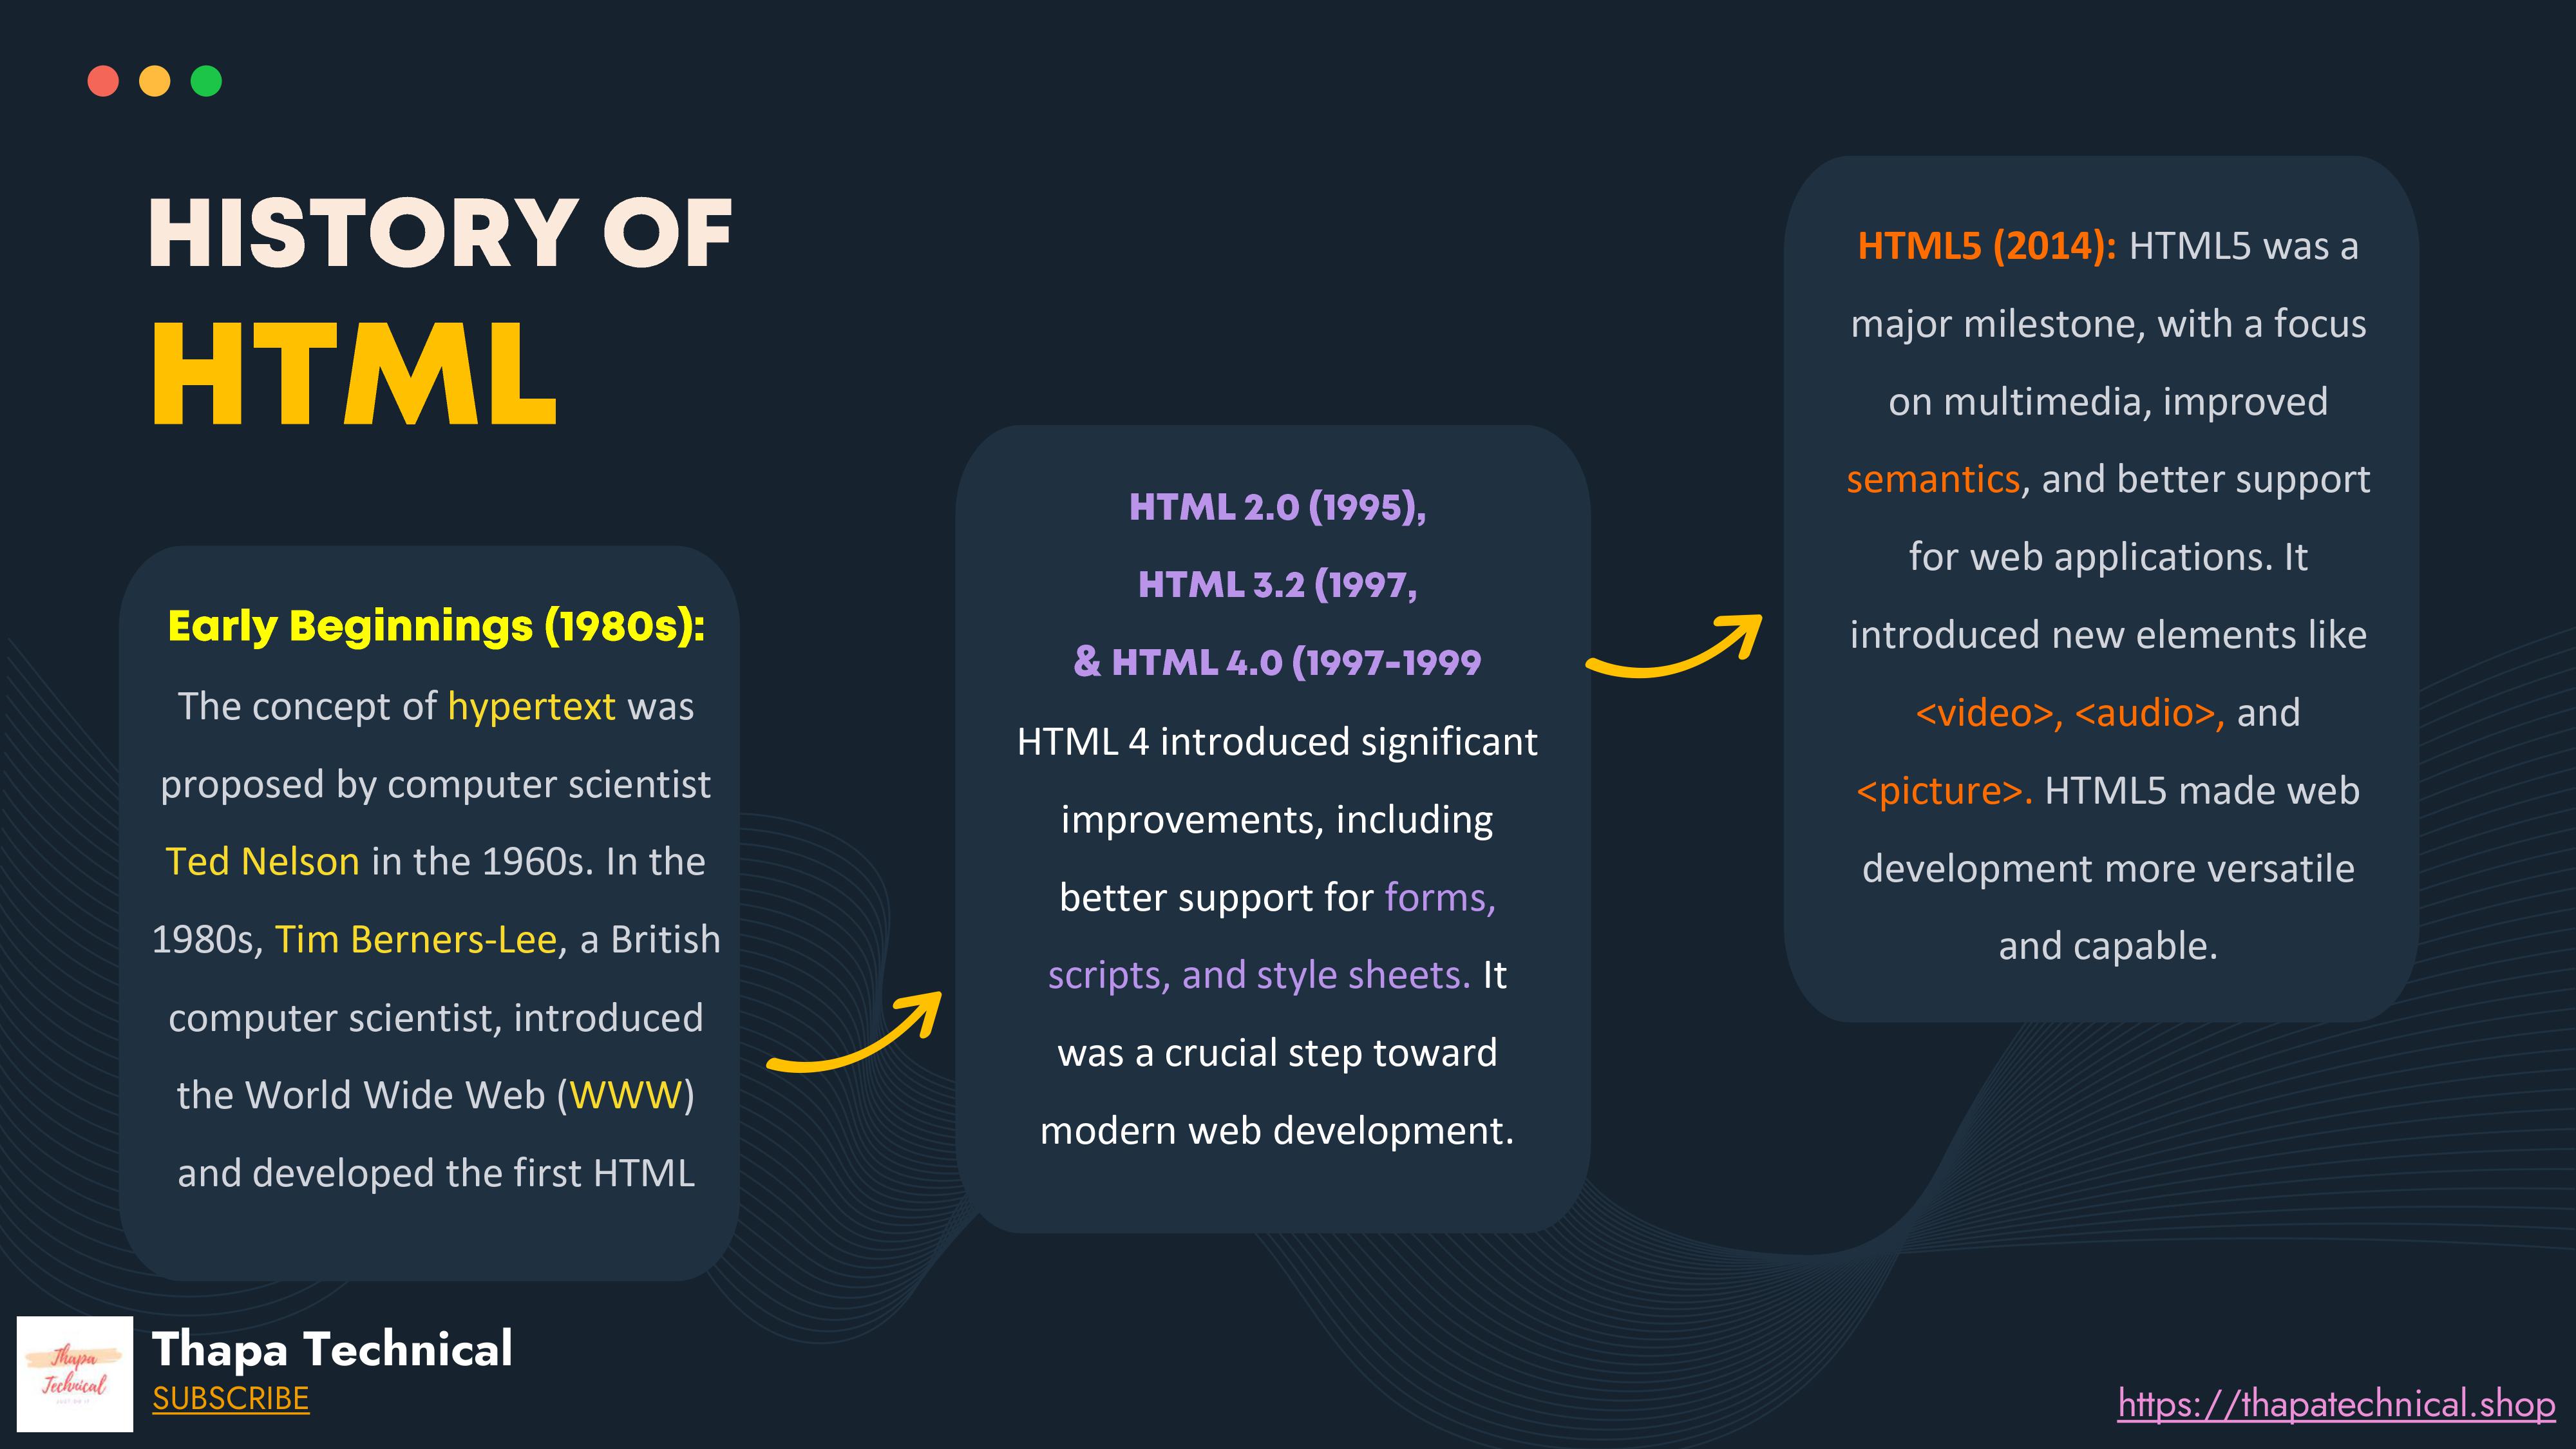 HISTORY OF
HTML
Early Beginnings (1980s):
The concept of hypertext was
proposed by computer scientist
Ted Nelson in the 1960s. In the
1980s, Tim Berners-Lee, a British
computer scientist, introduced
the World Wide Web (WWW)
and developed the first HTML
HTML 2.0 (1995),
HTML 3.2 (1997,
& HTML 4.0 (1997-1999
HTML 4 introduced significant
improvements, including
better support for forms,
scripts, and style sheets. It
was a crucial step toward
modern web development.
HTML5 (2014): HTML5 was a
major milestone, with a focus
on multimedia, improved
semantics, and better support
for web applications. It
introduced new elements like
<video>, <audio>, and
<picture>. HTML5 made web
development more versatile
and capable.
Thapa
Technical
Thapa Technical
SUBSCRIBE
https://thapatechnical.shop